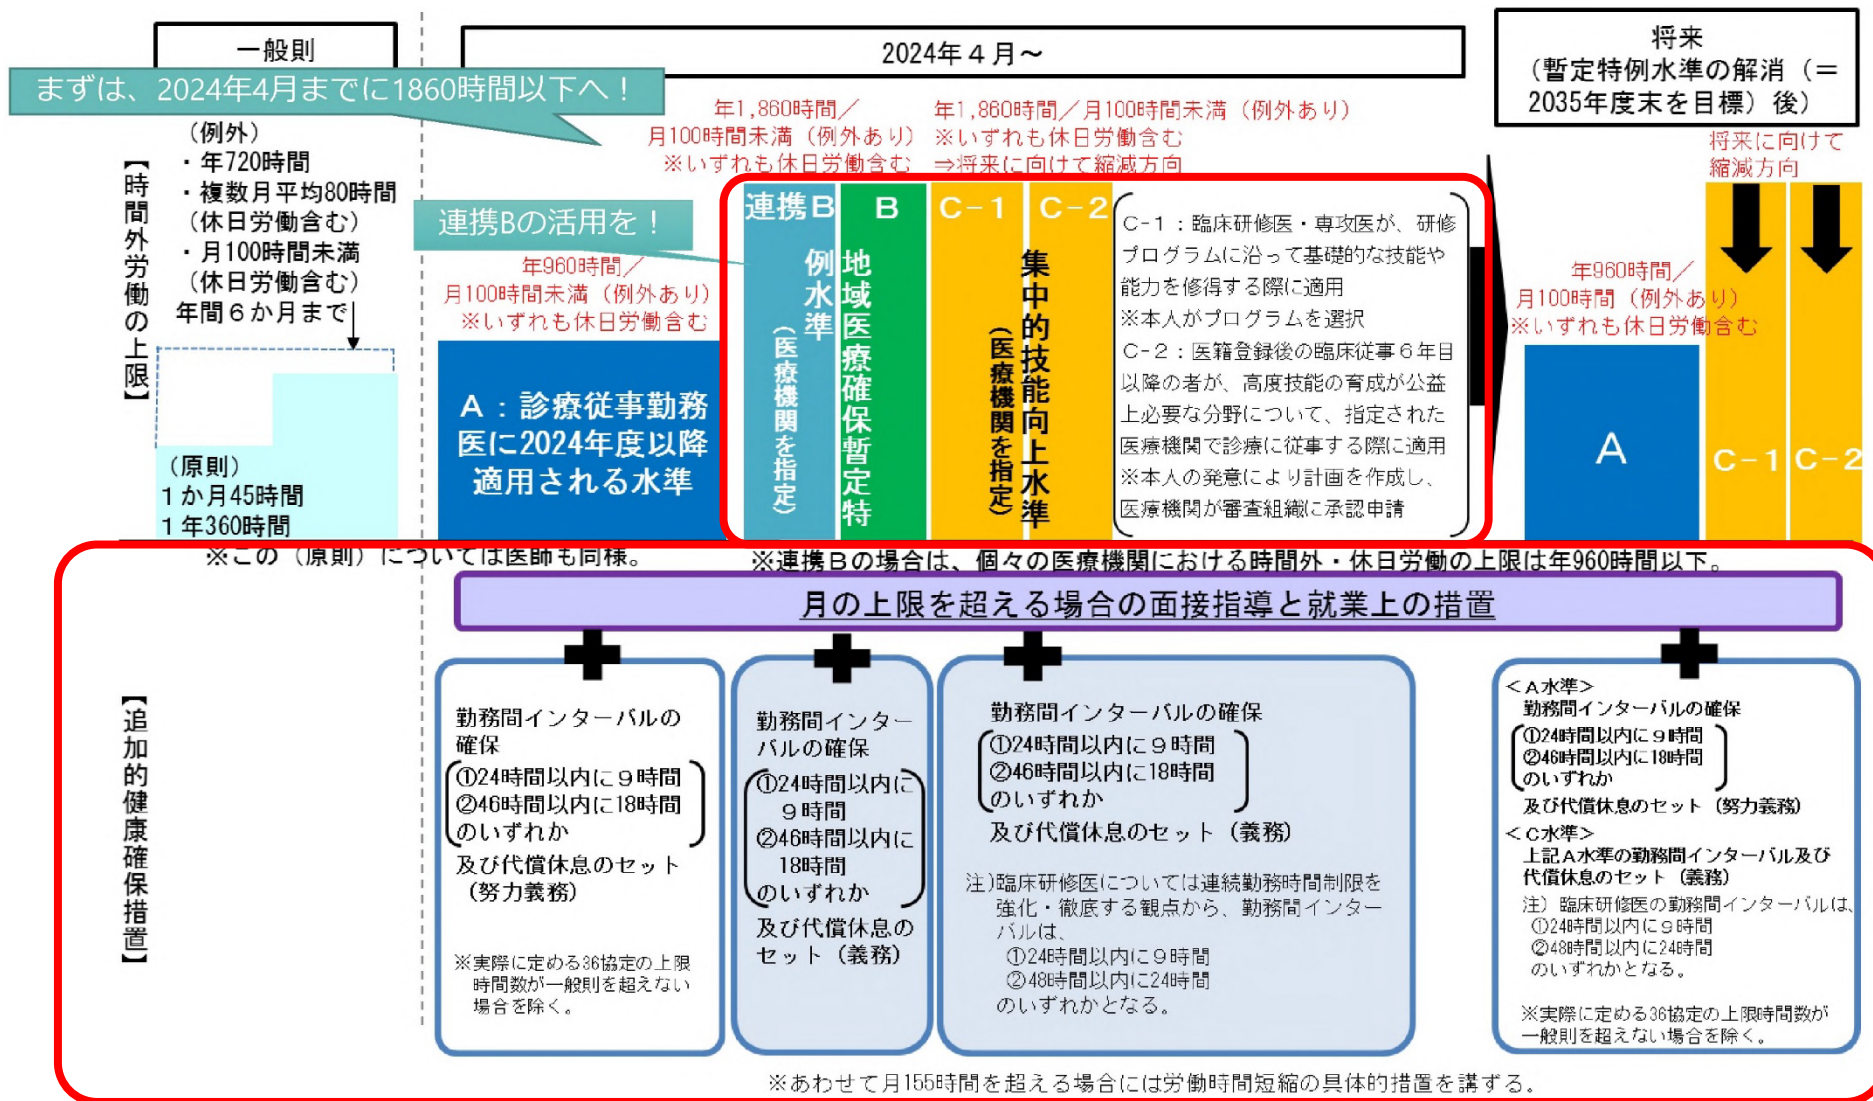 一般則
2024年４月～
将来
（暫定特例水準の解消（＝
2035年度末を目標）後）
まずは、2024年4月までに1860時間以下へ！
【時間外労働の上限】
（例外）
・年720時間
・複数月平均80時間
（休日労働含む）
・月100時間未満
（休日労働含む）
年間６か月まで
（原則）
１か月45時間
１年360時間
※この（原則）については医師も同様。
連携Bの活用を！
年960時間／
月100時間未満（例外あり）
※いずれも休日労働含む
Ａ：診療従事勤務
医に2024年度以降
適用される水準
年1,860時間／
月100時間未満（例外あり）
※いずれも休日労働含む
年1,860時間／月100時間未満（例外あり）
※いずれも休日労働含む
⇒将来に向けて縮減方向
連携Ｂ
Ｂ
地域医療確保暫定特
例水準
（医療機関を指定）
Ｃ-１
Ｃ-２
集中的技能向上水準
（医療機関を指定）
Ｃ-１：臨床研修医・専攻医が、研修
プログラムに沿って基礎的な技能や
能力を修得する際に適用
※本人がプログラムを選択
Ｃ-２：医籍登録後の臨床従事６年目
以降の者が、高度技能の育成が公益
上必要な分野について、指定された
医療機関で診療に従事する際に適用
※本人の発意により計画を作成し、
医療機関が審査組織に承認申請
将来に向けて
縮減方向
年960時間／
月100時間（例外あり）
※いずれも休日労働含む
Ａ
Ｃ-１
Ｃ-２
※連携Ｂの場合は、個々の医療機関における時間外・休日労働の上限は年960時間以下。
【追加的健康確保措置】
月の上限を超える場合の面接指導と就業上の措置
勤務間インターバルの
確保
①24時間以内に９時間
②46時間以内に18時間
のいずれか
及び代償休息のセット
（努力義務）
※実際に定める36協定の上限
時間数が一般則を超えない
場合を除く。
勤務間インター
バルの確保
①24時間以内に
９時間
②46時間以内に
18時間
のいずれか
及び代償休息の
セット（義務）
勤務間インターバルの確保
①24時間以内に９時間
②46時間以内に18時間
のいずれか
及び代償休息のセット（義務）
注）臨床研修医については連続勤務時間制限を
強化・徹底する観点から、勤務間インター
バルは、
①24時間以内に９時間
②48時間以内に24時間
のいずれかとなる。
＜Ａ水準＞
勤務間インターバルの確保
①24時間以内に９時間
②46時間以内に18時間
のいずれか
及び代償休息のセット（努力義務）
＜Ｃ水準＞
上記Ａ水準の勤務間インターバル及び
代償休息のセット（義務）
注）臨床研修医の勤務間インターバルは、
①24時間以内に９時間
②48時間以内に24時間
のいずれかとなる。
※実際に定める36協定の上限時間数が
一般則を超えない場合を除く。
※あわせて月155時間を超える場合には労働時間短縮の具体的措置を講ずる。